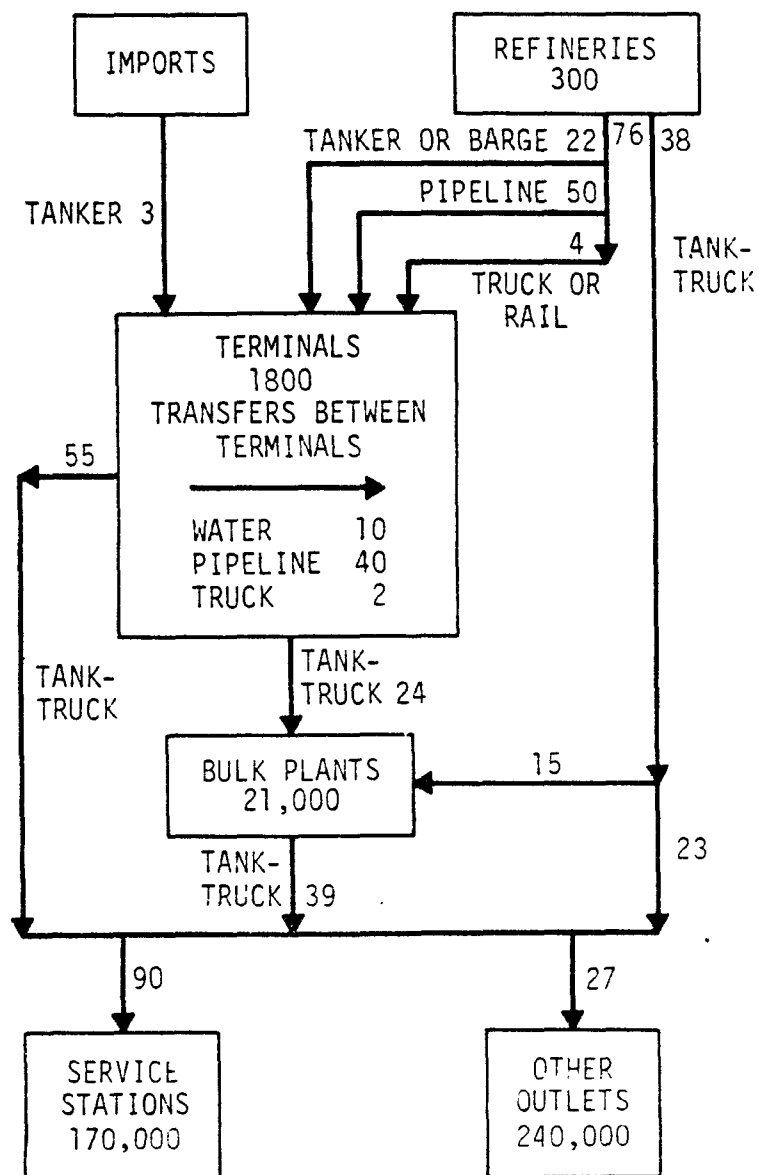 IMPORTS
REFINERIES
300
TANKER OR BARGE 22
76
38
PIPELINE 50
TANKER 3
4
TRUCK OR
RAIL
TANK-
TRUCK
TERMINALS
1800
TRANSFERS BETWEEN
TERMINALS
WATER 10
PIPELINE 40
TRUCK 2
55
TANK-
TRUCK
TANK-
TRUCK 24
BULK PLANTS
21,000
15
TANK-
TRUCK 39
23
90
27
SERVICE
STATIONS
170,000
OTHER
OUTLETS
240,000